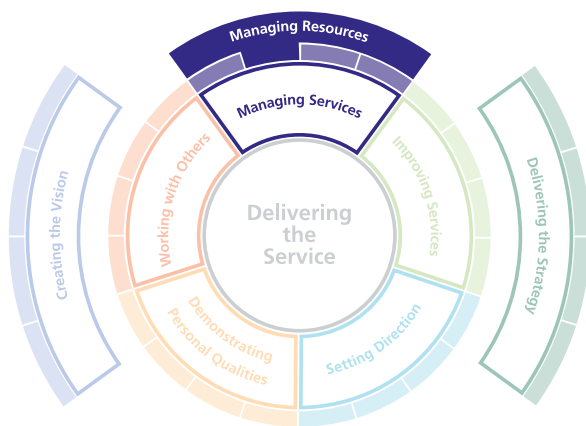 Managing Resources
Managing Services
Creating the Vision
Working with Others
Improving Services
Delivering the Strategy
Delivering
the
Service
Demonstrating
Personal Qualities
Setting Direction